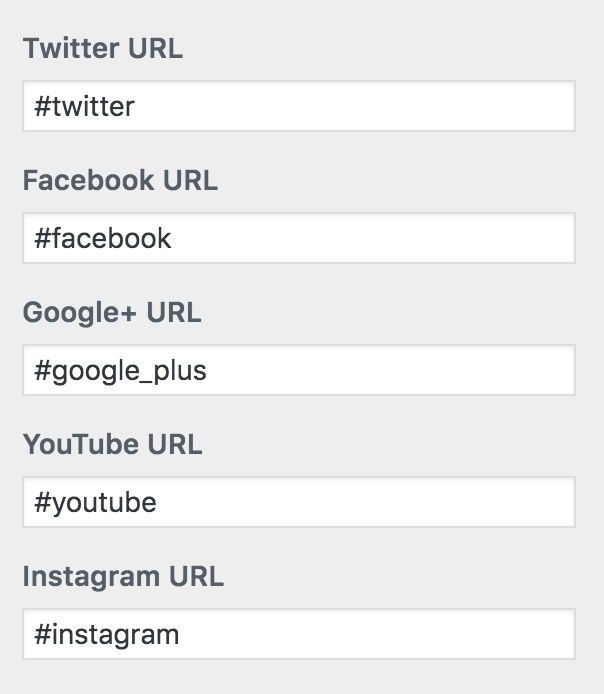 Twitter URL
#twitter
Facebook URL
#facebook
Google+ URL
#google_plus
YouTube URL
#youtube
Instagram URL
#instagram